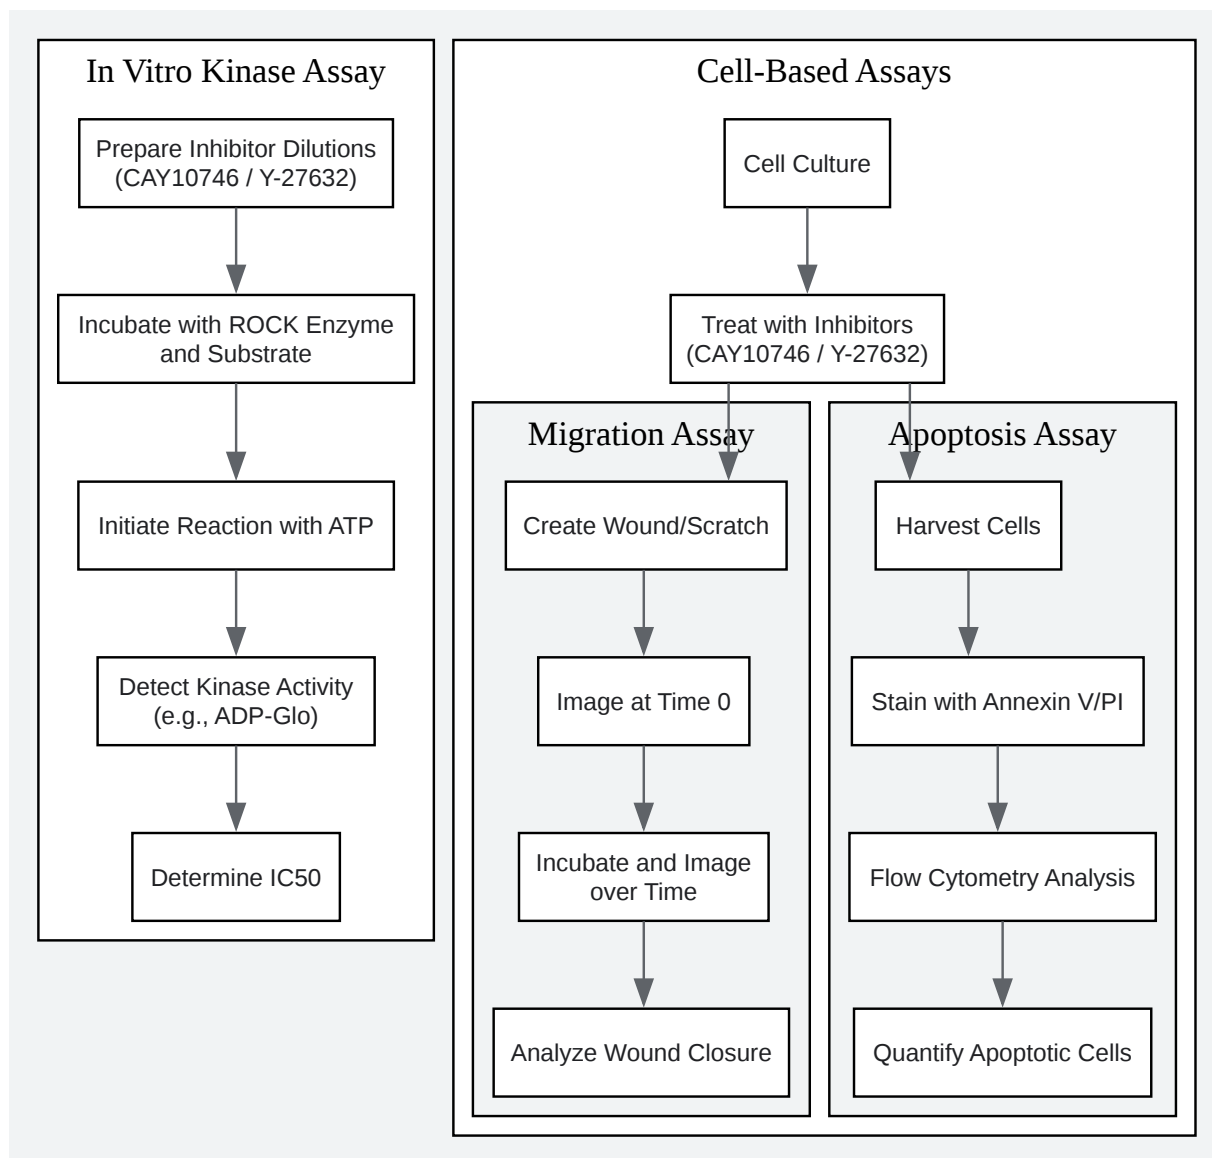 In Vitro Kinase Assay
Prepare Inhibitor Dilutions
(CAY10746 / Y-27632)
Incubate with ROCK Enzyme
and Substrate
Initiate Reaction with ATP
Detect Kinase Activity
(e.g., ADP-Glo)
Determine IC50
Cell-Based Assays
Cell Culture
Treat with Inhibitors
(CAY10746 / Y-27632)
Migration Assay
Create Wound/Scratch
Image at Time 0
Incubate and Image
over Time
Analyze Wound Closure
Apoptosis Assay
Harvest Cells
Stain with Annexin V/PI
Flow Cytometry Analysis
Quantify Apoptotic Cells